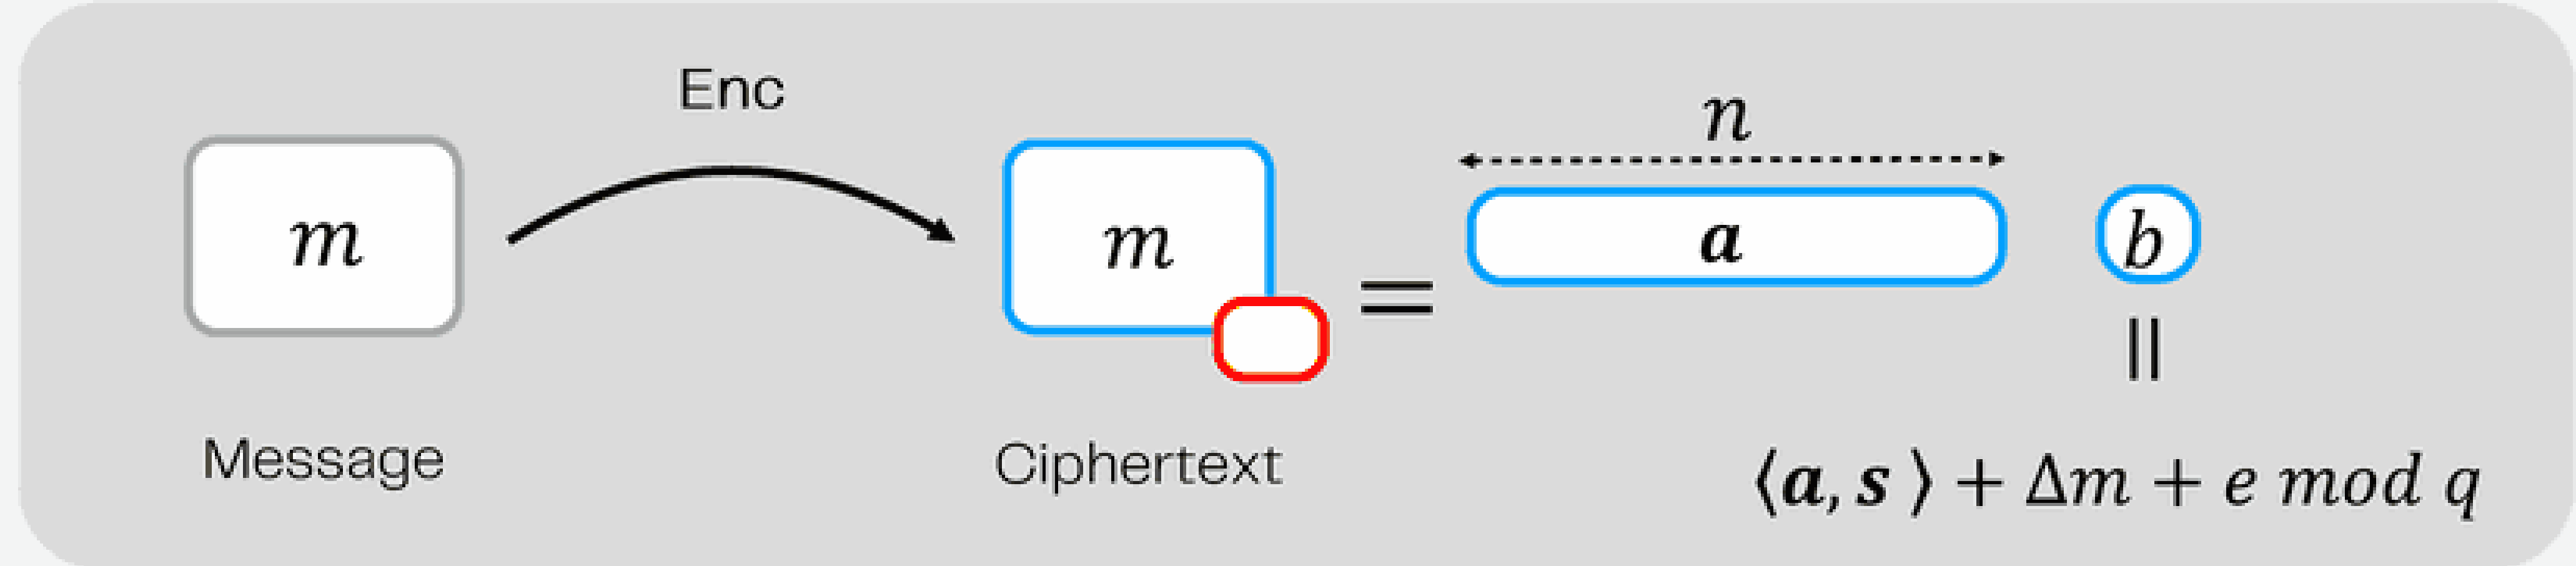 Enc
n
m
m
=
a
b
=
Message
Ciphertext
⟨a, s⟩ + Δm + e mod q